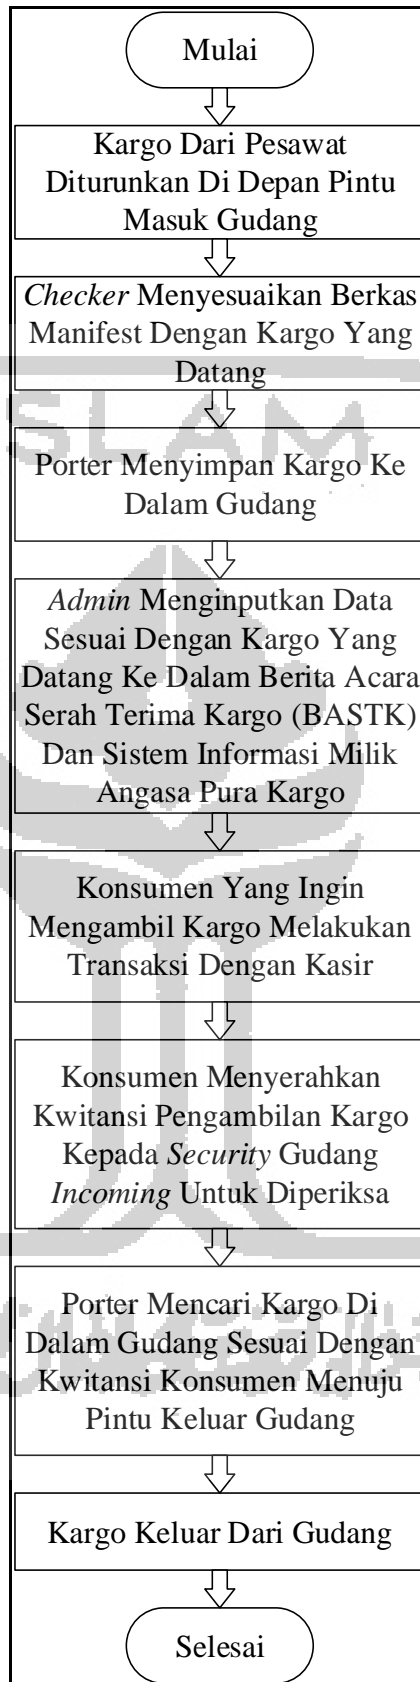 Mulai
Kargo Dari Pesawat
Diturunkan Di Depan Pintu
Masuk Gudang
Checker Menyesuaikan Berkas
Manifest Dengan Kargo Yang
Datang
SLAM
Porter Menyimpan Kargo Ke
Dalam Gudang
Admin Menginputkan Data
Sesuai Dengan Kargo Yang
Datang Ke Dalam Berita Acara
Serah Terima Kargo (BASTK)
Dan Sistem Informasi Milik
Angasa Pura Kargo
Konsumen Yang Ingin
Mengambil Kargo Melakukan
Transaksi Dengan Kasir
Konsumen Menyerahkan
Kwitansi Pengambilan Kargo
Kepada Security Gudang
Incoming Untuk Diperiksa
Porter Mencari Kargo Di
Dalam Gudang Sesuai Dengan
Kwitansi Konsumen Menuju
Pintu Keluar Gudang
Kargo Keluar Dari Gudang
Selesai